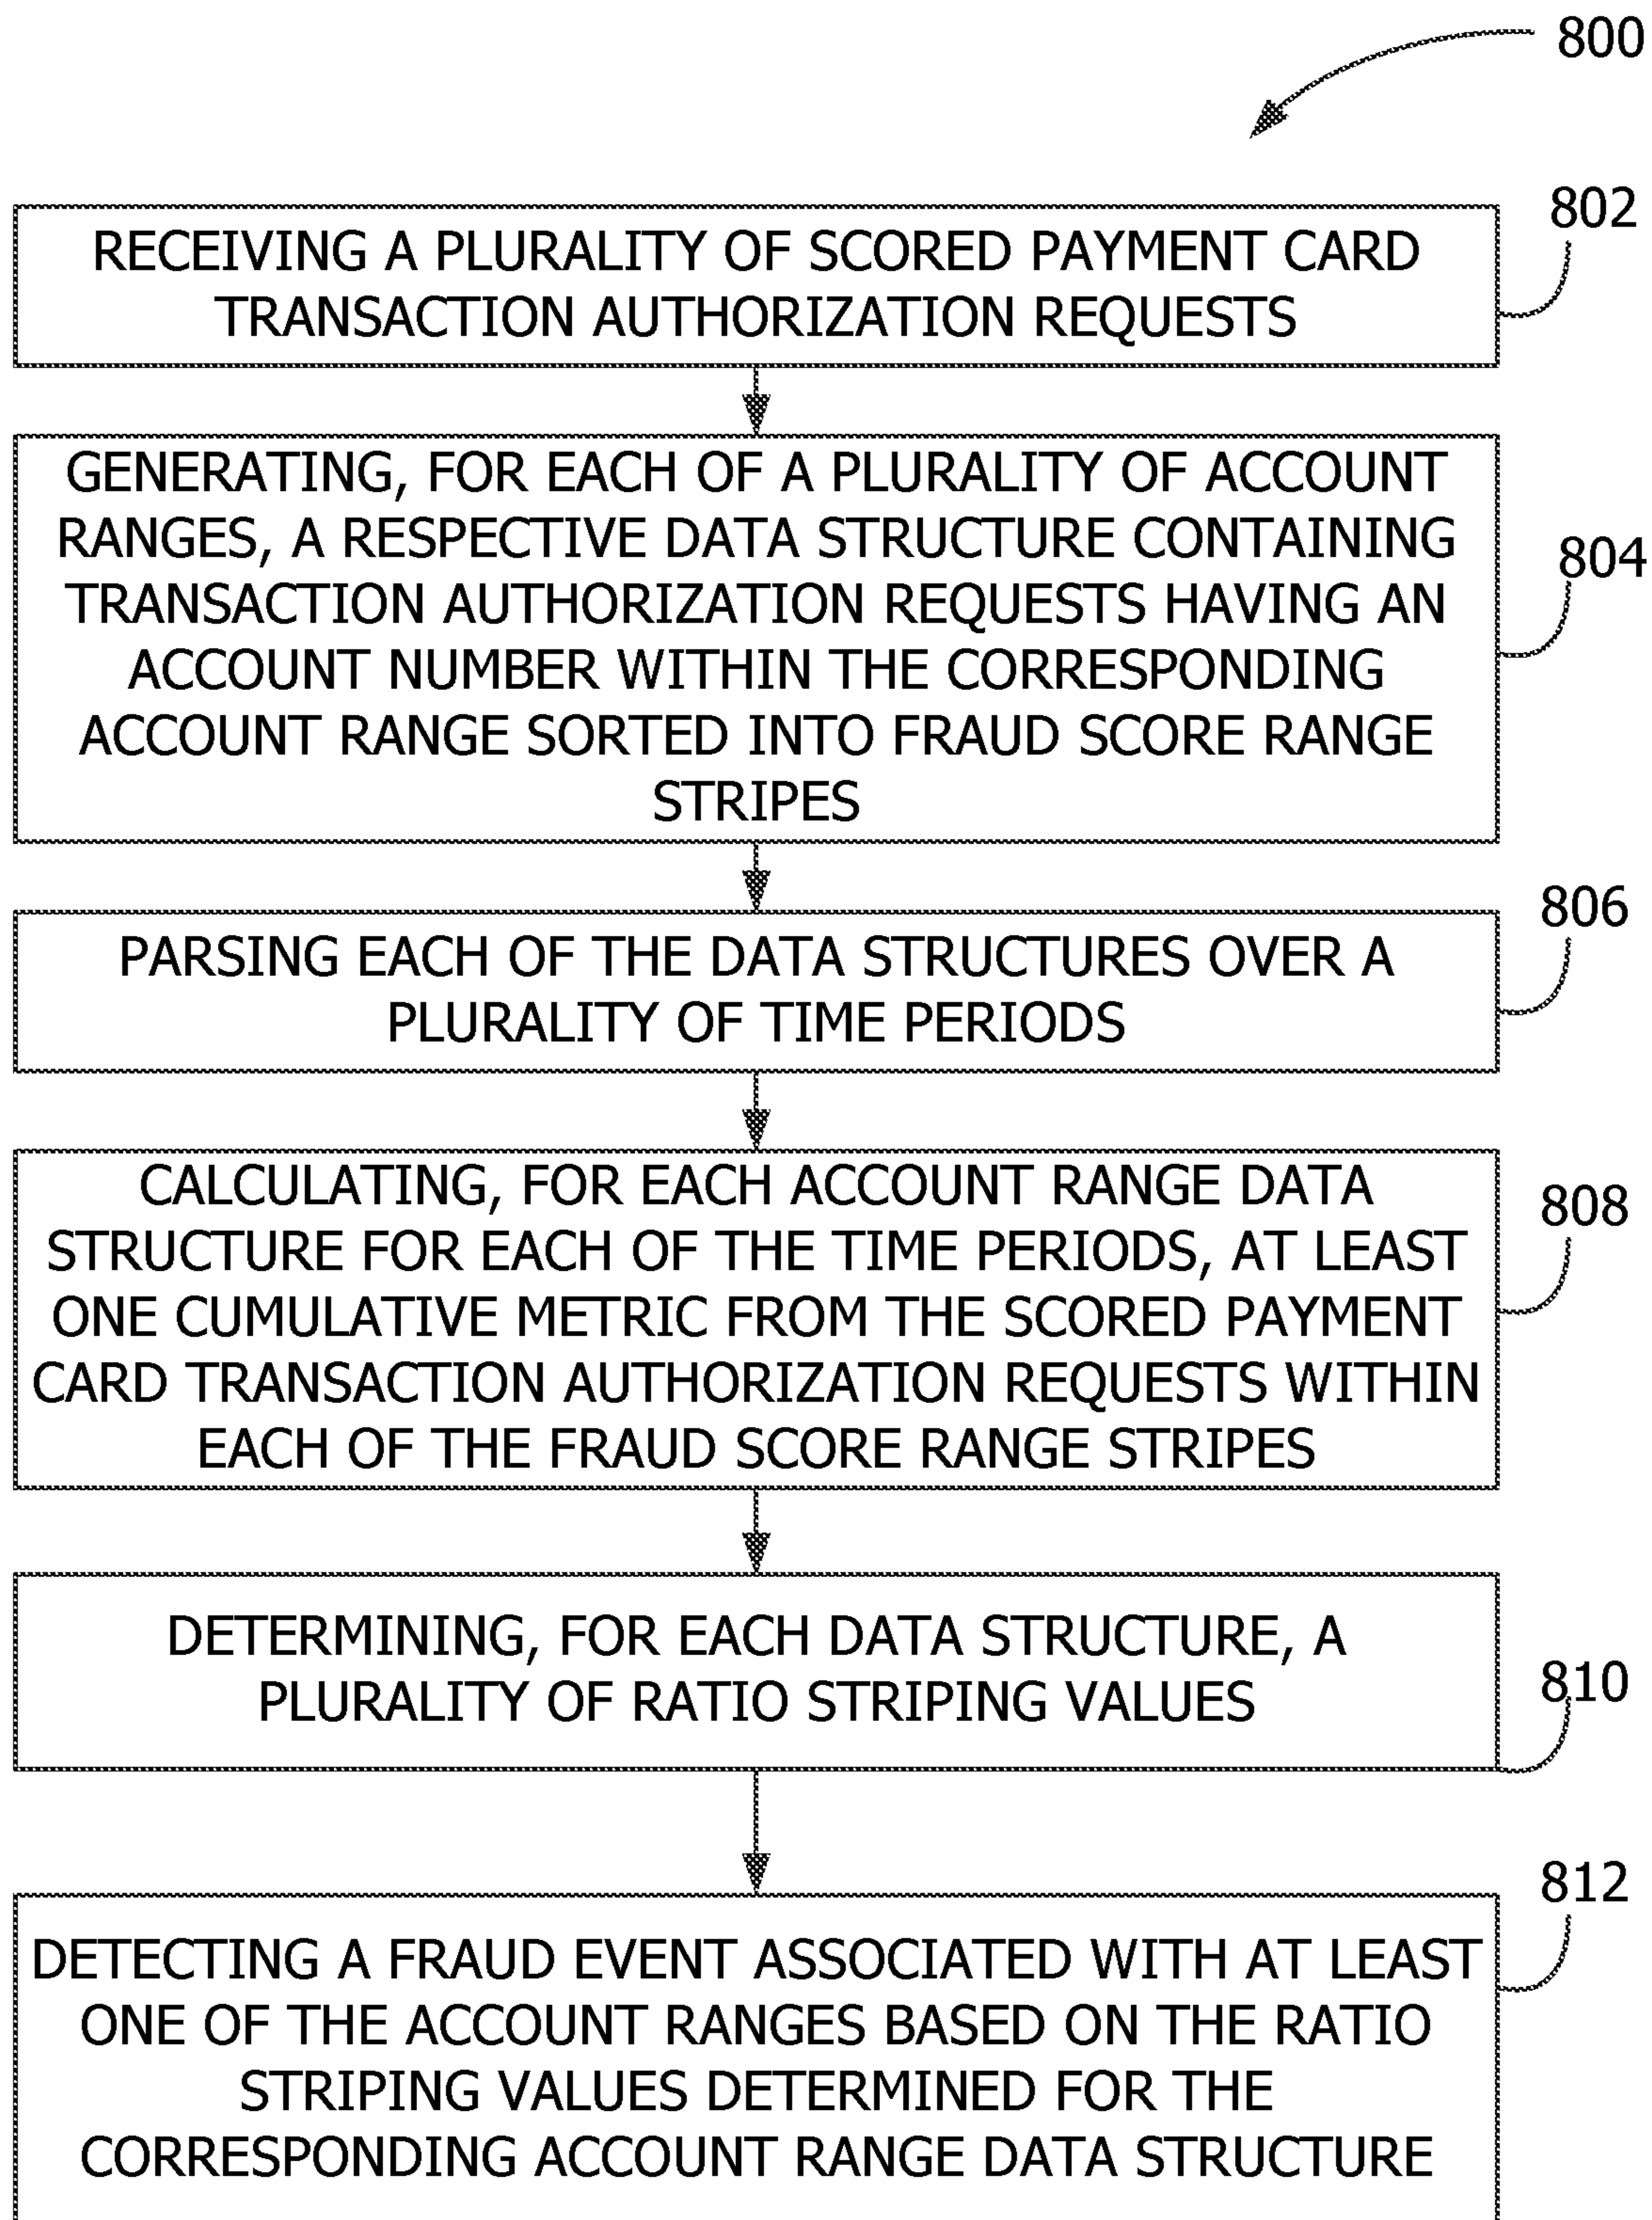 800
802
RECEIVING A PLURALITY OF SCORED PAYMENT CARD
TRANSACTION AUTHORIZATION REQUESTS
GENERATING, FOR EACH OF A PLURALITY OF ACCOUNT
RANGES, A RESPECTIVE DATA STRUCTURE CONTAINING
TRANSACTION AUTHORIZATION REQUESTS HAVING AN
ACCOUNT NUMBER WITHIN THE CORRESPONDING
ACCOUNT RANGE SORTED INTO FRAUD SCORE RANGE
STRIPES
804
806
PARSING EACH OF THE DATA STRUCTURES OVER A
PLURALITY OF TIME PERIODS
CALCULATING, FOR EACH ACCOUNT RANGE DATA
STRUCTURE FOR EACH OF THE TIME PERIODS, AT LEAST
ONE CUMULATIVE METRIC FROM THE SCORED PAYMENT
CARD TRANSACTION AUTHORIZATION REQUESTS WITHIN
EACH OF THE FRAUD SCORE RANGE STRIPES
808
DETERMINING, FOR EACH DATA STRUCTURE, A
PLURALITY OF RATIO STRIPING VALUES
810
812
DETECTING A FRAUD EVENT ASSOCIATED WITH AT LEAST
ONE OF THE ACCOUNT RANGES BASED ON THE RATIO
STRIPING VALUES DETERMINED FOR THE
CORRESPONDING ACCOUNT RANGE DATA STRUCTURE